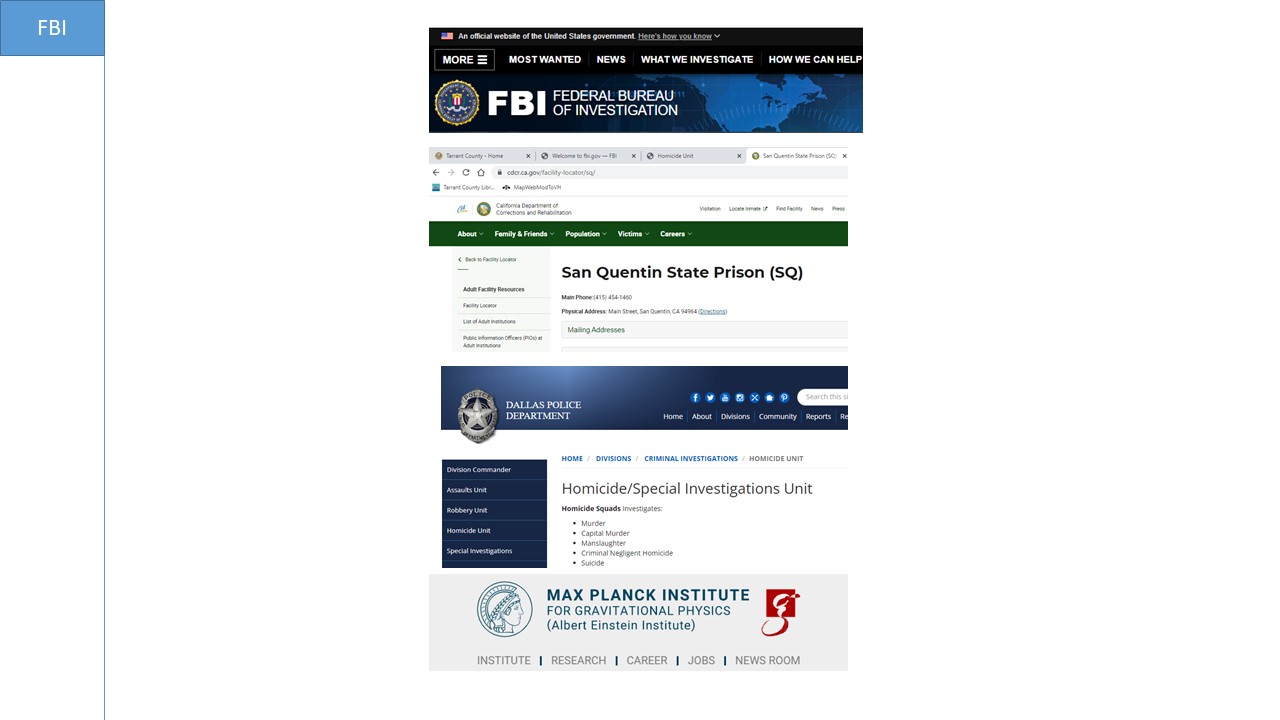 FBI
An official website of the United States government. Here's how you know
MORE MOST WANTED NEWS WHAT WE INVESTIGATE HOW WE CAN HELP
FBI FEDERAL BUREAU
OF INVESTIGATION
Tarrant County - Home Welcome to fbi.gov — FBI Homicide Unit San Quentin State Prison (SQ)
cdcr.ca.gov/facility-locator/sq/
Tarrant County Libr... MapWebModToVH
California Department of
Corrections and Rehabilitation
Visitation Locate Inmate Find Facility News Press
About Family & Friends Population Victims Careers
Back to Facility Locator
Adult Facility Resources
Facility Locator
List of Adult Institutions
Public Information Officers (PIOs) at
Adult Institutions
San Quentin State Prison (SQ)
Main Phone:(415) 454-1460
Physical Address: Main Street, San Quentin, CA 94964 (Directions)
Mailing Addresses
DALLAS POLICE
DEPARTMENT
Search this si
Home About Divisions Community Reports Re
HOME / DIVISIONS / CRIMINAL INVESTIGATIONS / HOMICIDE UNIT
Division Commander
Assaults Unit
Robbery Unit
Homicide Unit
Special Investigations
Homicide/Special Investigations Unit
Homicide Squads Investigates:
• Murder
• Capital Murder
• Manslaughter
• Criminal Negligent Homicide
• Suicide
MAX PLANCK INSTITUTE
FOR GRAVITATIONAL PHYSICS
(Albert Einstein Institute)
INSTITUTE | RESEARCH | CAREER | JOBS | NEWS ROOM